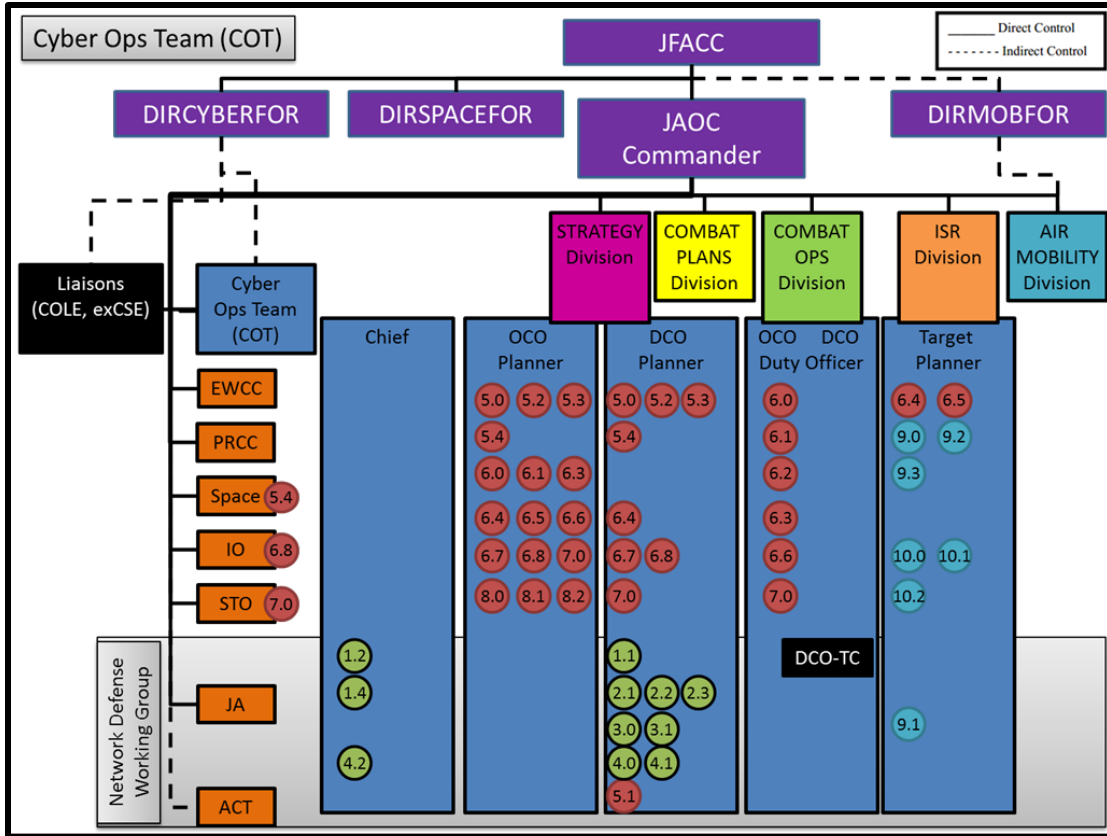 Cyber Ops Team (COT)
JFACC
Direct Control
Indirect Control
DIRCYBERFOR
DIRSPACEFOR
JAOC
Commander
DIRMOBFOR
STRATEGY
Division
COMBAT
PLANS
Division
COMBAT
OPS
Division
ISR
Division
AIR
MOBILITY
Division
Liaisons
(COLE, exCSE)
Cyber
Ops Team
(COT)
Chief
OCO
Planner
DCO
Planner
OCO DCO
Duty Officer
Target
Planner
EWCC
5.0 5.2 5.3
5.0 5.2 5.3
6.0
6.4 6.5
PRCC
5.4
5.4
6.1
9.0 9.2
6.0 6.1 6.3
6.2
9.3
Space 5.4
6.4 6.5 6.6
6.4
6.3
IO 6.8
6.7 6.8 7.0
6.7 6.8
6.6
10.0 10.1
STO 7.0
8.0 8.1 8.2
7.0
7.0
10.2
Network Defense
Working Group
1.2
1.1
DCO-TC
JA
1.4
2.1 2.2 2.3
3.0 3.1
9.1
4.2
4.0 4.1
ACT
5.1